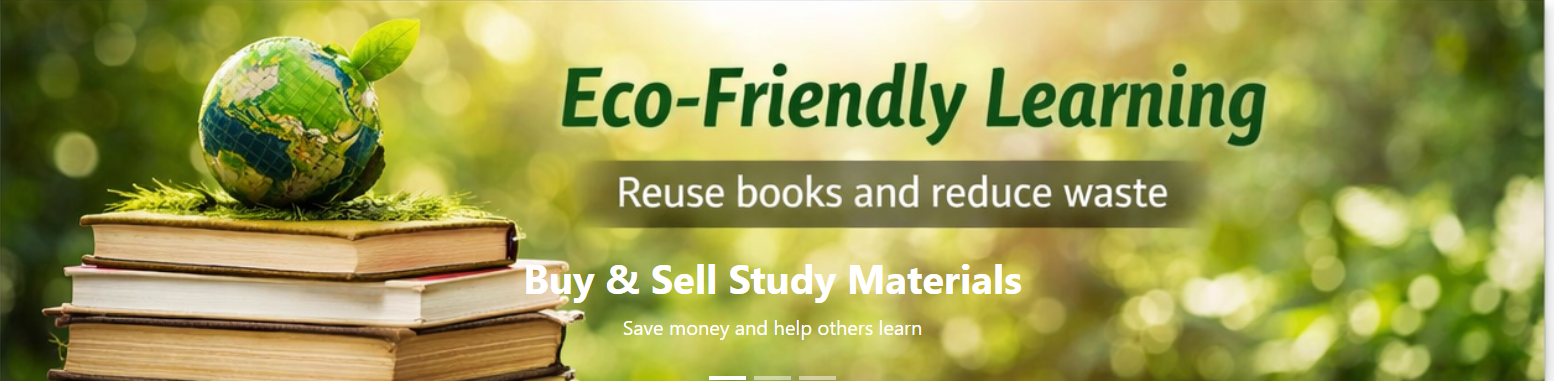 Eco-Friendly Learning
Reuse books and reduce waste
Buy & Sell Study Materials
Save money and help others learn